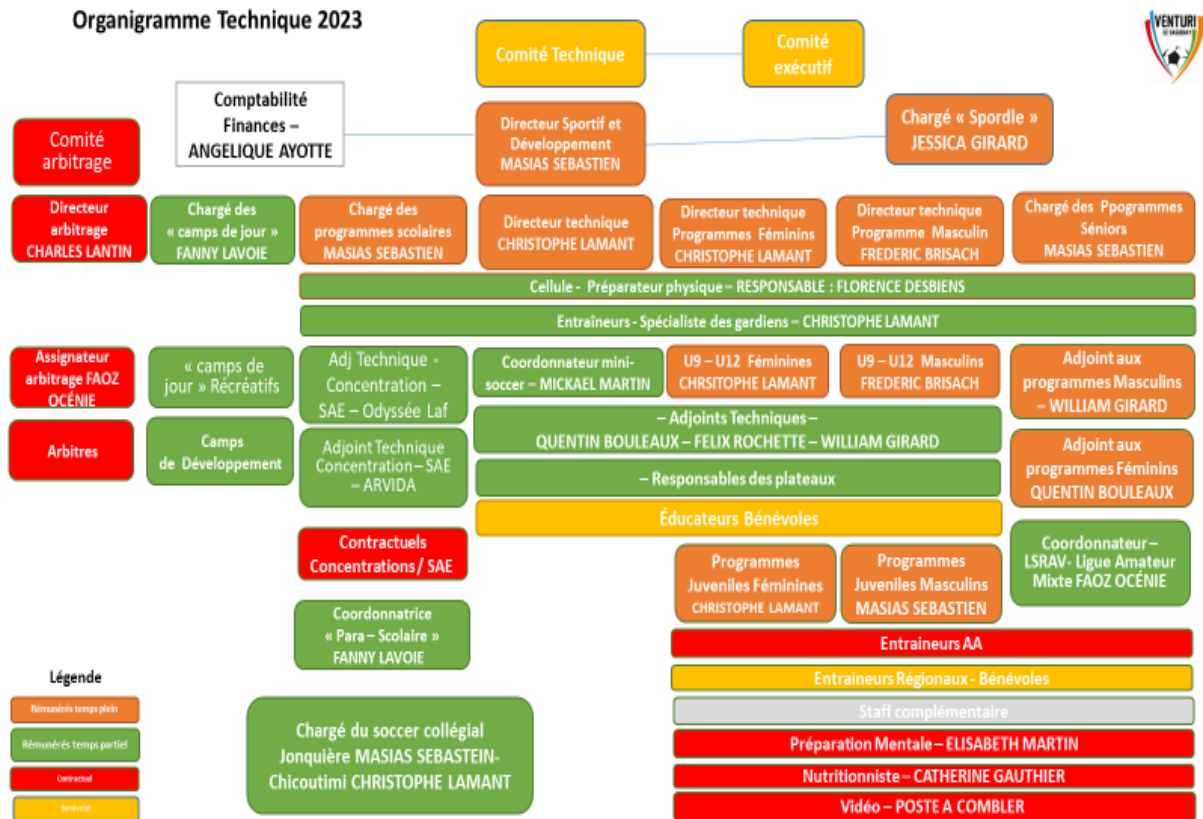 Organigramme Technique 2023
VENTURI
DE SAGUENAY
Comité Technique
Comité
exécutif
Comptabilité
Finances –
ANGELIQUE AYOTTE
Directeur Sportif et
Développement
MASIAS SEBASTIEN
Chargé « Spordle »
JESSICA GIRARD
Comité
arbitrage
Directeur
arbitrage
CHARLES LANTIN
Chargé des
« camps de jour »
FANNY LAVOIE
Chargé des
programmes scolaires
MASIAS SEBASTIEN
Directeur technique
CHRISTOPHE LAMANT
Directeur technique
Programmes Féminins
CHRISTOPHE LAMANT
Directeur technique
Programme Masculin
FREDERIC BRISACH
Chargé des Ppogrammes
Séniors
MASIAS SEBASTIEN
Cellule - Préparateur physique – RESPONSABLE : FLORENCE DESBIENS
Entraîneurs - Spécialiste des gardiens – CHRISTOPHE LAMANT
Assignateur
arbitrage FAOZ
OCÉNIE
« camps de
jour » Récréatifs
Adj Technique -
Concentration –
SAE – Odyssée Laf
Coordonnateur mini-
soccer – MICKAEL MARTIN
U9 – U12 Féminines
CHRSITOPHE LAMANT
U9 – U12 Masculins
FREDERIC BRISACH
Adjoint aux
programmes Masculins
– WILLIAM GIRARD
Arbitres
Camps
de Développement
Adjoint Technique
Concentration – SAE
– ARVIDA
– Adjoints Techniques –
QUENTIN BOULEAUX – FELIX ROCHETTE – WILLIAM GIRARD
– Responsables des plateaux
Éducateurs Bénévoles
Adjoint aux
programmes Féminins
QUENTIN BOULEAUX
Contractuels
Concentrations / SAE
Programmes
Juveniles Féminines
CHRISTOPHE LAMANT
Programmes
Juveniles Masculins
MASIAS SEBASTIEN
Coordonnateur –
LSRAV- Ligue Amateur
Mixte FAOZ OCÉNIE
Coordonnatrice
« Para – Scolaire »
FANNY LAVOIE
Entraineurs AA
Entraineurs Régionaux - Bénévoles
Staff complémentaire
Préparation Mentale – ELISABETH MARTIN
Nutritionniste – CATHERINE GAUTHIER
Vidéo – POSTE A COMBLER
Chargé du soccer collégial
Jonquière MASIAS SEBASTEIN-
Chicoutimi CHRISTOPHE LAMANT
Légende
Rémunérés temps plein
Rémunérés temps partiel
Contractuel
Bénévolat